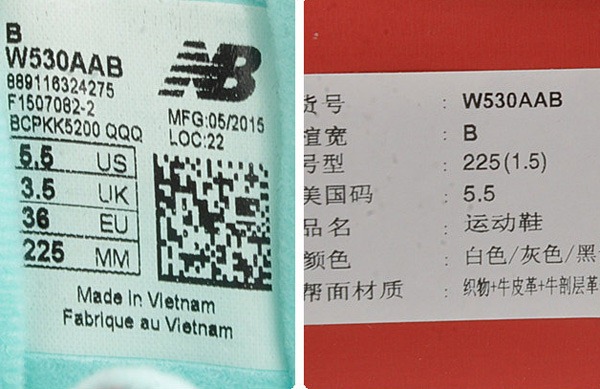 B
W530AAB
889116324275
F1507082-2
BCPKK5200 QQQ
NB
MFG:05/2015
LOC:22
5.5 US
3.5 UK
36 EU
225 MM
Made in Vietnam
Fabrique au Vietnam
货号 : W530AAB
楦宽 : B
号型 : 225(1.5)
美国码 : 5.5
品名 : 运动鞋
颜色 : 白色/灰色/黑
帮面材质 : 织物+牛皮革+牛剖层革